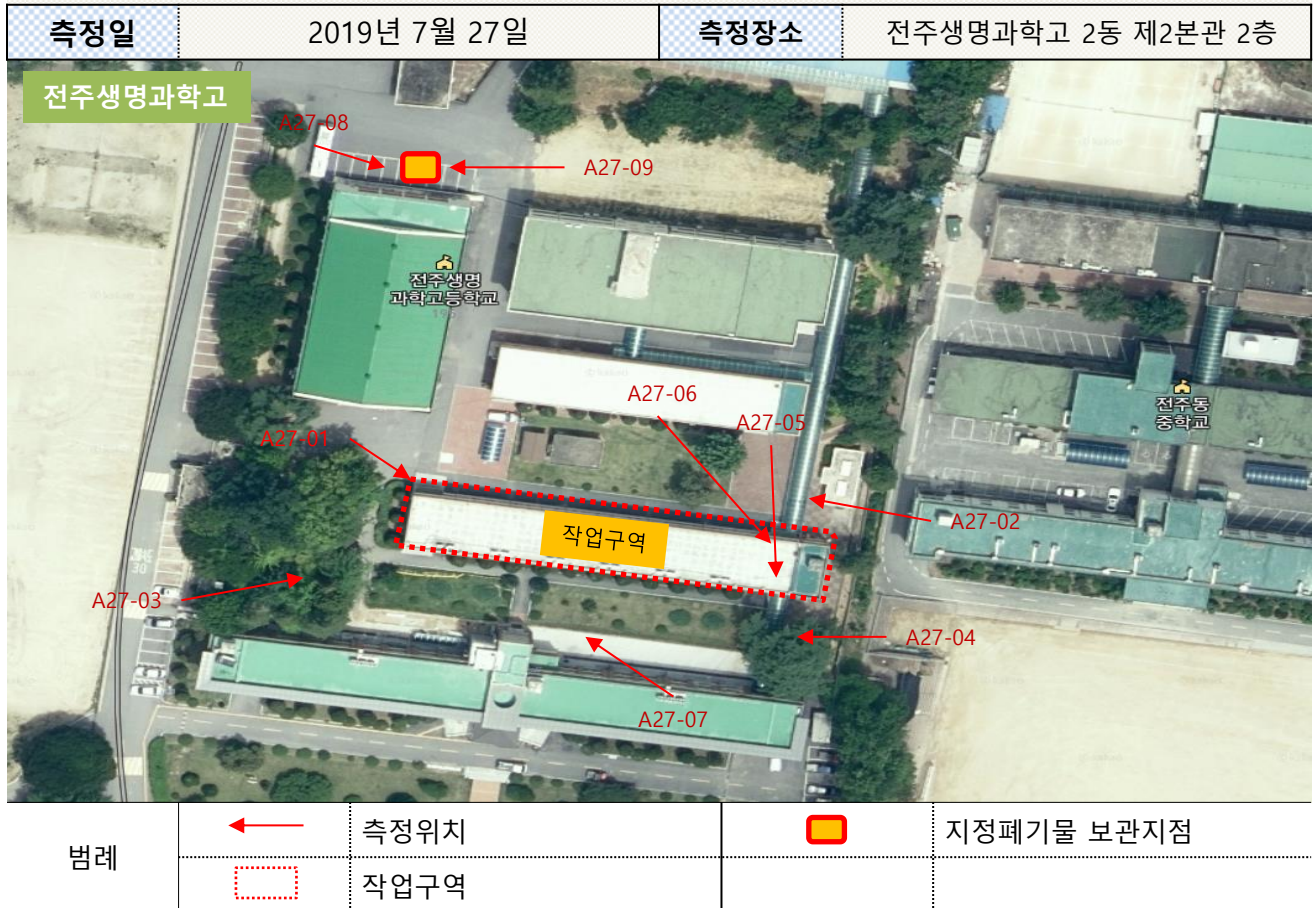 측정일 2019년 7월 27일 측정장소 전주생명과학고 2동 제2본관 2층
전주생명과학고
A27-08
A27-09
전주생명
과학고등학교
A27-06
A27-05
전주동
중학교
A27-01
A27-02
작업구역
A27-03
A27-04
A27-07
범례
측정위치
지정폐기물 보관지점
작업구역